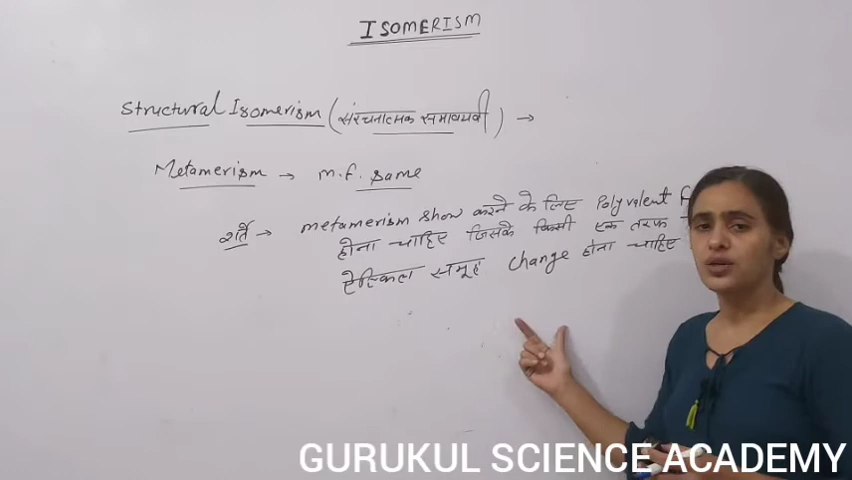 ISOMERISM
Structural Isomerism (संरचनात्मक समावयवी) →
Metamerism → m.f. same
शर्ते → metamerism show करने के लिए Polyvalent F
होना चाहिए जिसके किसी एक तरफ
ऐल्किल समूह change होना चाहिए
GURUKUL SCIENCE ACADEMY